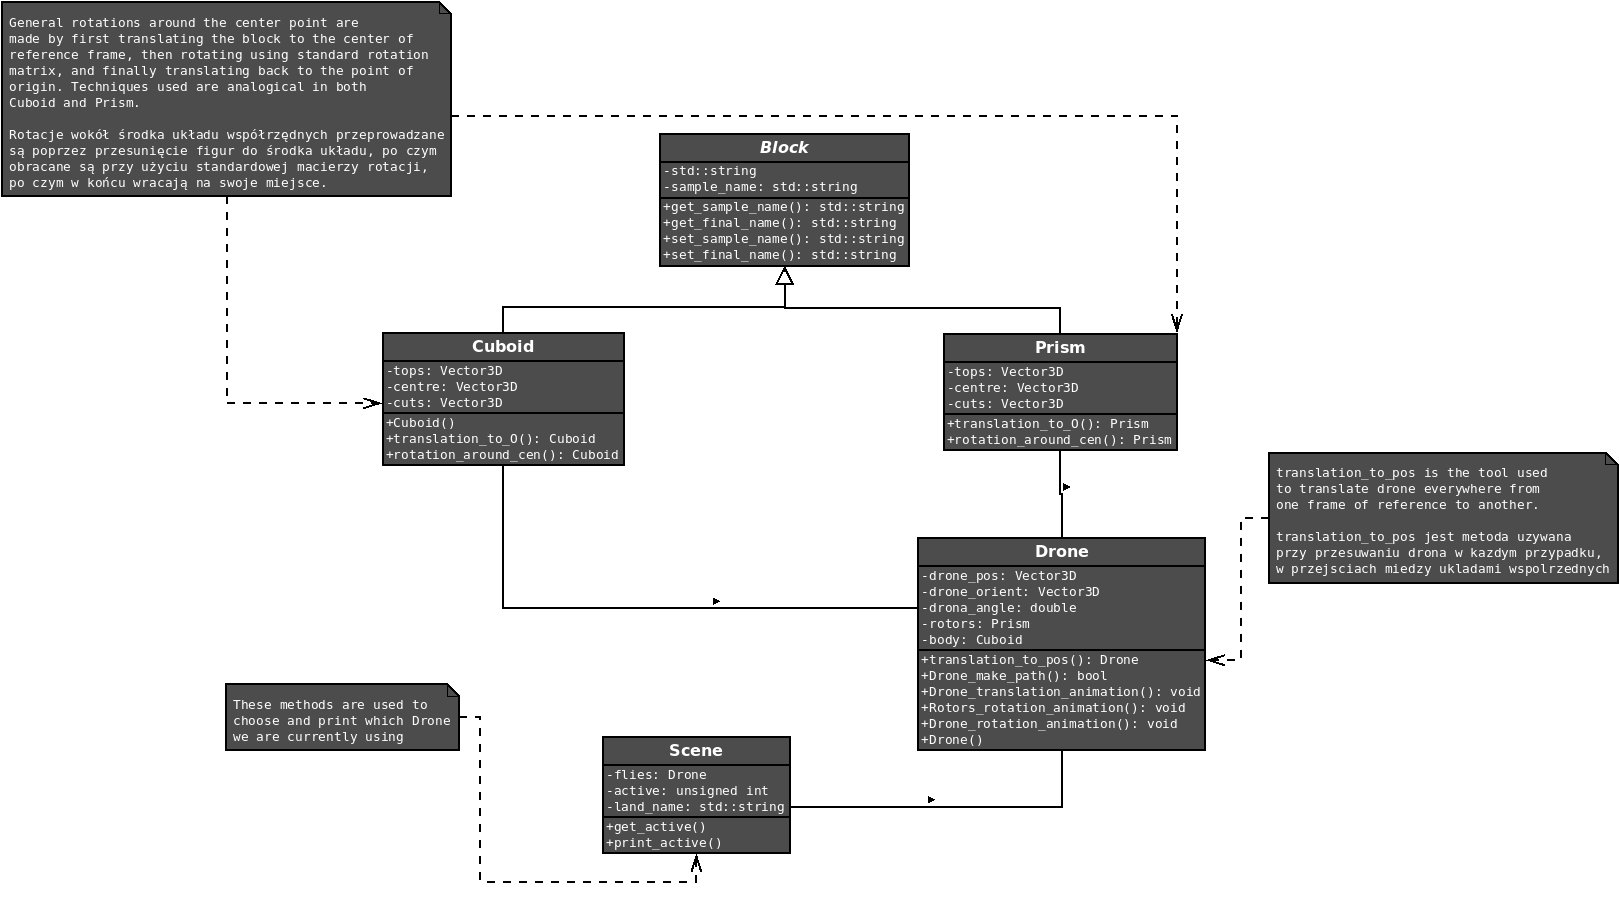 General rotations around the center point are
made by first translating the block to the center of
reference frame, then rotating using standard rotation
matrix, and finally translating back to the point of
origin. Techniques used are analogical in both
Cuboid and Prism.
Rotacje wokół środka układu współrzędnych przeprowadzane
są poprzez przesunięcie figur do środka układu, po czym
obracane są przy użyciu standardowej macierzy rotacji,
po czym w końcu wracają na swoje miejsce.
Block
-std::string
-sample_name: std::string
+get_sample_name(): std::string
+get_final_name(): std::string
+set_sample_name(): std::string
+set_final_name(): std::string
Cuboid
-tops: Vector3D
-centre: Vector3D
-cuts: Vector3D
+Cuboid()
+translation_to_O(): Cuboid
+rotation_around_cen(): Cuboid
Prism
-tops: Vector3D
-centre: Vector3D
-cuts: Vector3D
+translation_to_O(): Prism
+rotation_around_cen(): Prism
translation_to_pos is the tool used
to translate drone everywhere from
one frame of reference to another.
translation_to_pos jest metoda uzywana
przy przesuwaniu drona w kazdym przypadku,
w przejsciach miedzy ukladami wspolrzednych
Drone
-drone_pos: Vector3D
-drone_orient: Vector3D
-drona_angle: double
-rotors: Prism
-body: Cuboid
+translation_to_pos(): Drone
+Drone_make_path(): bool
+Drone_translation_animation(): void
+Rotors_rotation_animation(): void
+Drone_rotation_animation(): void
+Drone()
These methods are used to
choose and print which Drone
we are currently using
Scene
-flies: Drone
-active: unsigned int
-land_name: std::string
+get_active()
+print_active()